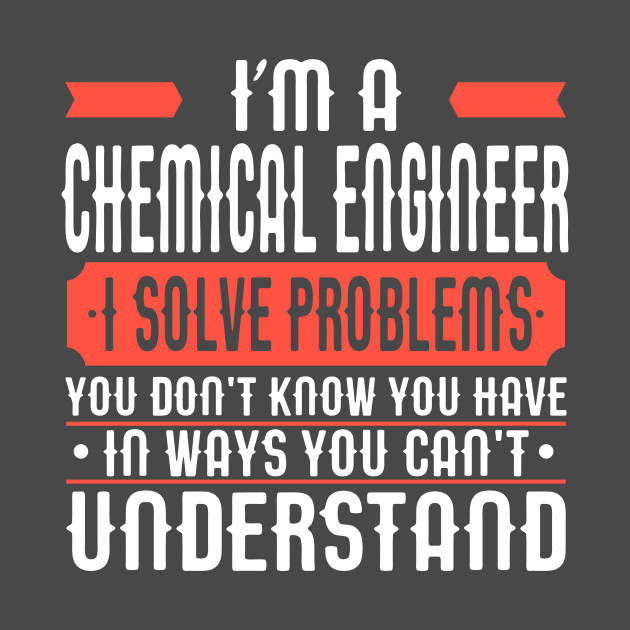 I'M A
CHEMICAL ENGINEER
·I SOLVE PROBLEMS·
YOU DON'T KNOW YOU HAVE
• IN WAYS YOU CAN'T •
UNDERSTAND